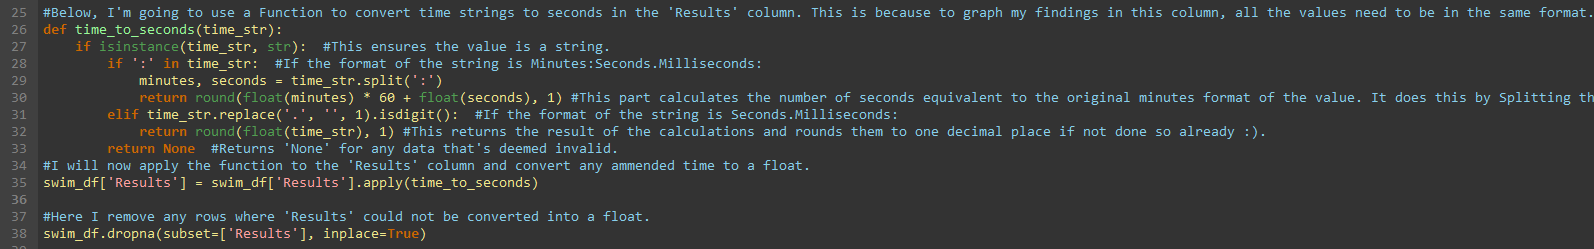 25 #Below, I'm going to use a Function to convert time strings to seconds in the 'Results' column. This is because to graph my findings in this column, all the values need to be in the same format.
26 def time_to_seconds(time_str):
27     if isinstance(time_str, str):  #This ensures the value is a string.
28         if ':' in time_str:  #If the format of the string is Minutes:Seconds.Milliseconds:
29             minutes, seconds = time_str.split(':')
30             return round(float(minutes) * 60 + float(seconds), 1) #This part calculates the number of seconds equivalent to the original minutes format of the value. It does this by Splitting th
31         elif time_str.replace('.', '', 1).isdigit():  #If the format of the string is Seconds.Milliseconds:
32             return round(float(time_str), 1) #This returns the result of the calculations and rounds them to one decimal place if not done so already :).
33         return None  #Returns 'None' for any data that's deemed invalid.
34 #I will now apply the function to the 'Results' column and convert any ammended time to a float.
35 swim_df['Results'] = swim_df['Results'].apply(time_to_seconds)
36
37 #Here I remove any rows where 'Results' could not be converted into a float.
38 swim_df.dropna(subset=['Results'], inplace=True)